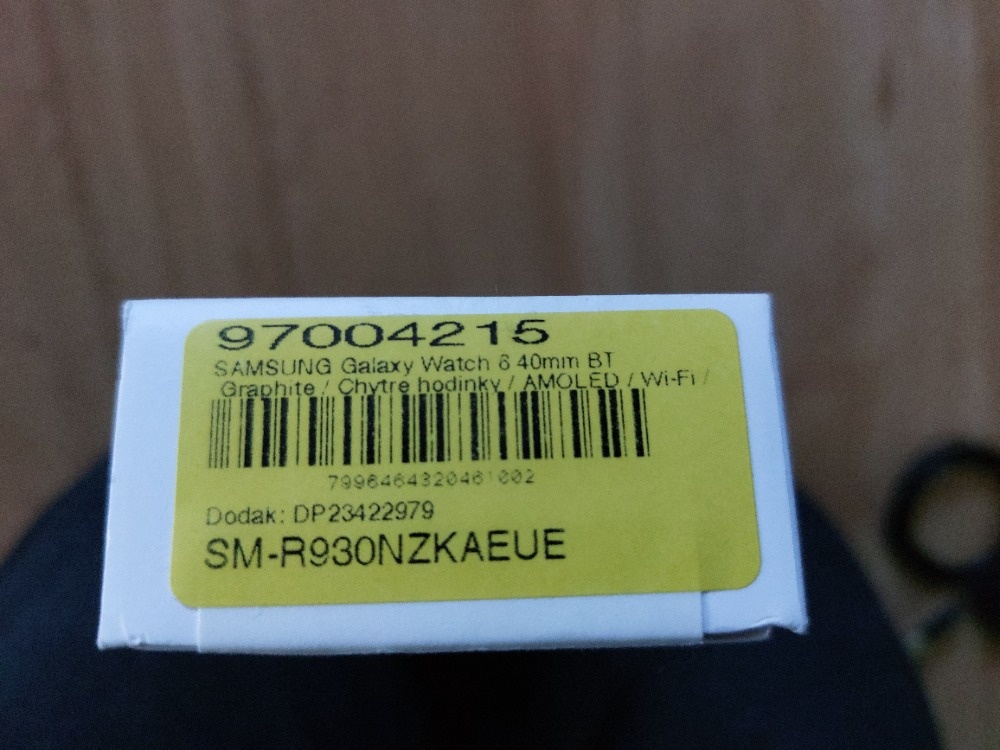 97004215
SAMSUNG Galaxy Watch 6 40mm BT
Graphite / Chytre hodinky / AMOLED / Wi-Fi /
7996464320461002
Dodak: DP23422979
SM-R930NZKAEUE